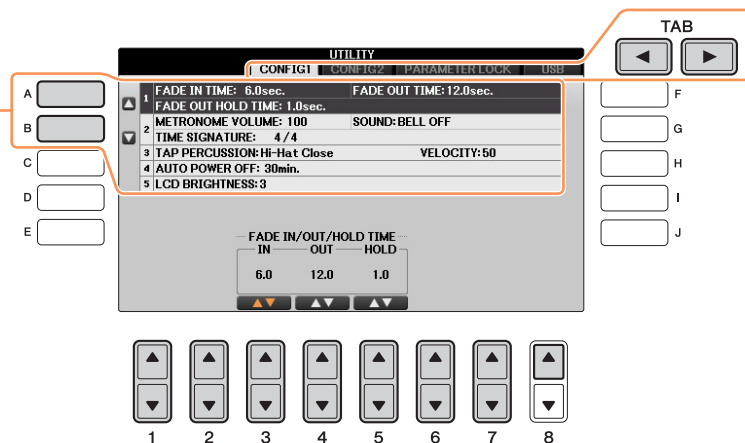 TAB
UTILITY
CONFIG1 CONFIG2 PARAMETER LOCK USB
A
B
C
D
E
F
G
H
I
J
1 FADE IN TIME: 6.0sec. FADE OUT TIME:12.0sec.
FADE OUT HOLD TIME: 1.0sec.
2 METRONOME VOLUME: 100 SOUND:BELL OFF
TIME SIGNATURE: 4/4
3 TAP PERCUSSION:Hi-Hat Close VELOCITY:50
4 AUTO POWER OFF: 30min.
5 LCD BRIGHTNESS:3
FADE IN/OUT/HOLD TIME
IN OUT HOLD
6.0 12.0 1.0
1 2 3 4 5 6 7 8